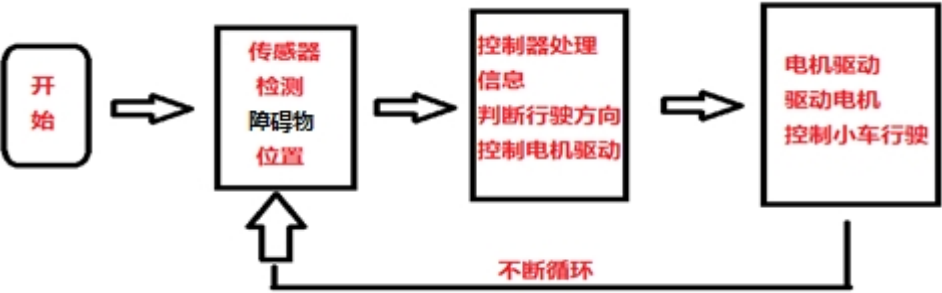 开
始
传感器
检测
障碍物
位置
控制器处理
信息
判断行驶方向
控制电机驱动
电机驱动
驱动电机
控制小车行驶
不断循环